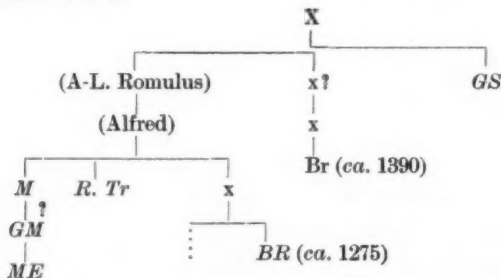 X
(A-L. Romulus) x? GS
(Alfred) x
Br (ca. 1390)
M R. Tr x
?
GM
BR (ca. 1275)
ME